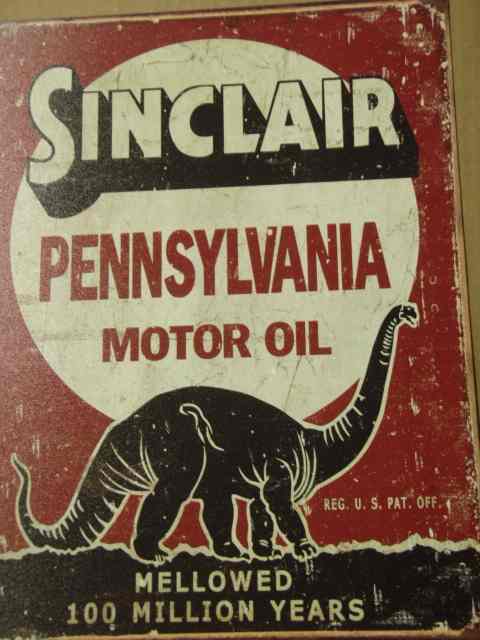 SINCLAIR
PENNSYLVANIA
MOTOR OIL
REG. U. S. PAT. OFF.
MELLOWED
100 MILLION YEARS